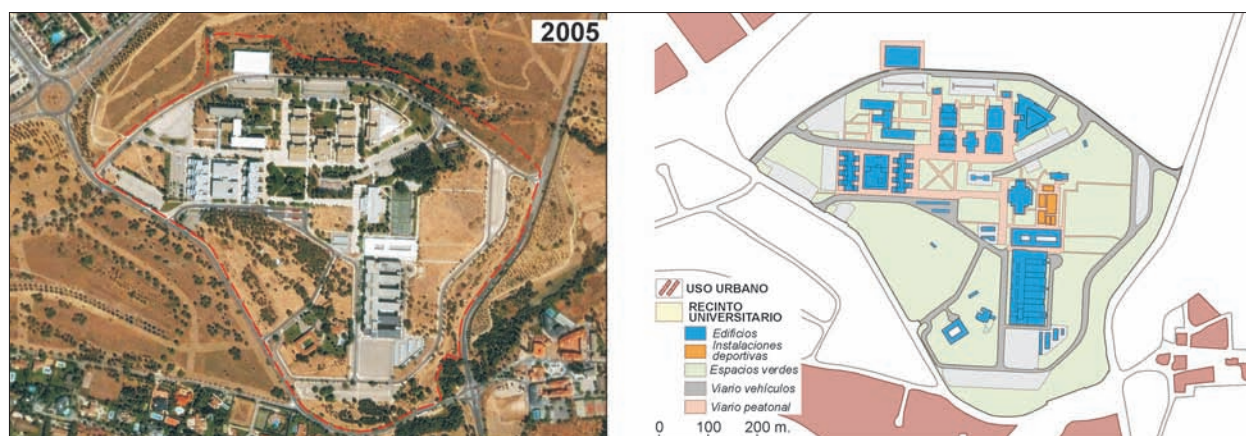 2005
USO URBANO
RECINTO
UNIVERSITARIO
Edificios
Instalaciones
deportivas
Espacios verdes
Viario vehículos
Viario peatonal
0 100 200 m.